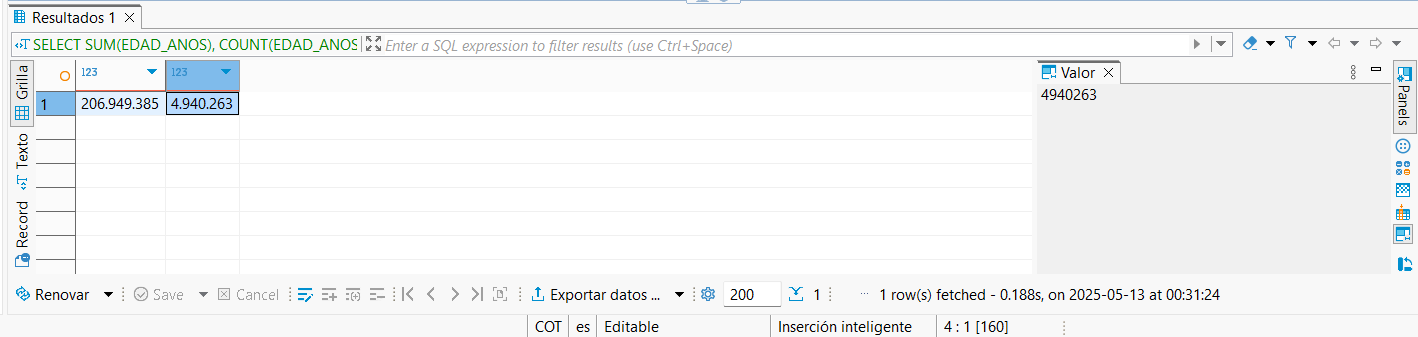 Resultados 1
SELECT SUM(EDAD_ANOS), COUNT(EDAD_ANOS
Enter a SQL expression to filter results (use Ctrl+Space)
Grilla
Texto
Record
123 123
1 206.949.385 4.940.263
Valor
4940263
Panels
Renovar Save Cancel Exportar datos ... 200 1 ... 1 row(s) fetched - 0.188s, on 2025-05-13 at 00:31:24
COT es Editable Inserción inteligente 4 : 1 [160]